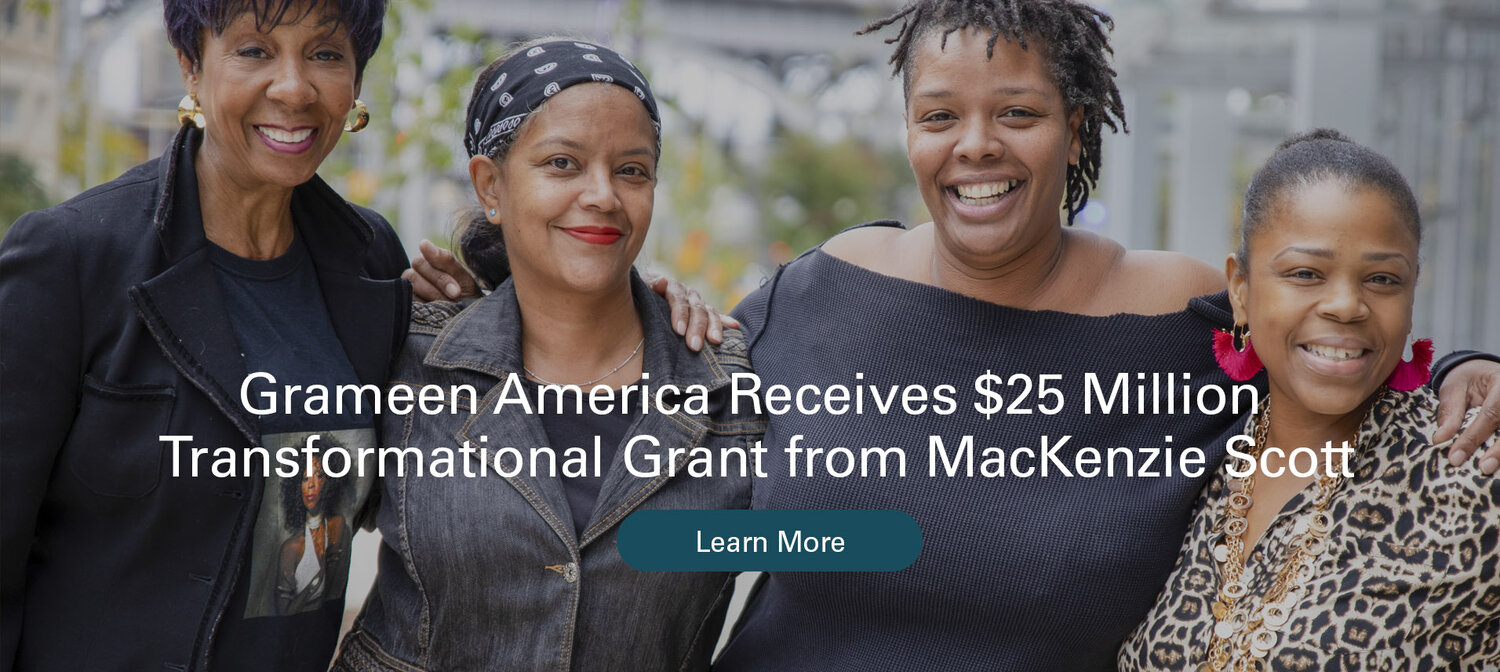 Grameen America Receives $25 Million
Transformational Grant from MacKenzie Scott
Learn More